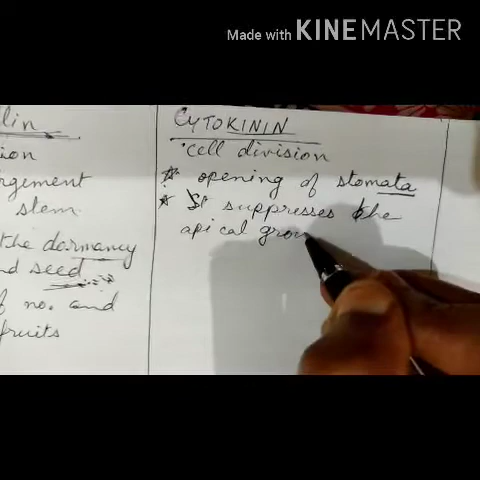 Made with KINEMASTER
lin
ion
rgement
stem
the dormancy
nd seed
f no. and
fruits
CYTOKININ
cell division
* opening of stomata
* It suppresses the
apical grow